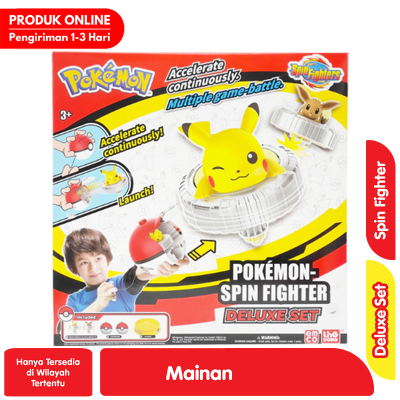 PRODUK ONLINE
Pengiriman 1-3 Hari
POKÉMON
Accelerate
continuously.
Multiple game-battle.
Spin Fighters
3+
Accelerate
continuously!
Launch!
POKÉMON-
SPIN FIGHTER
DELUXE SET
Spin Fighter
Deluxe Set
Hanya Tersedia
di Wilayah
Tertentu
Mainan